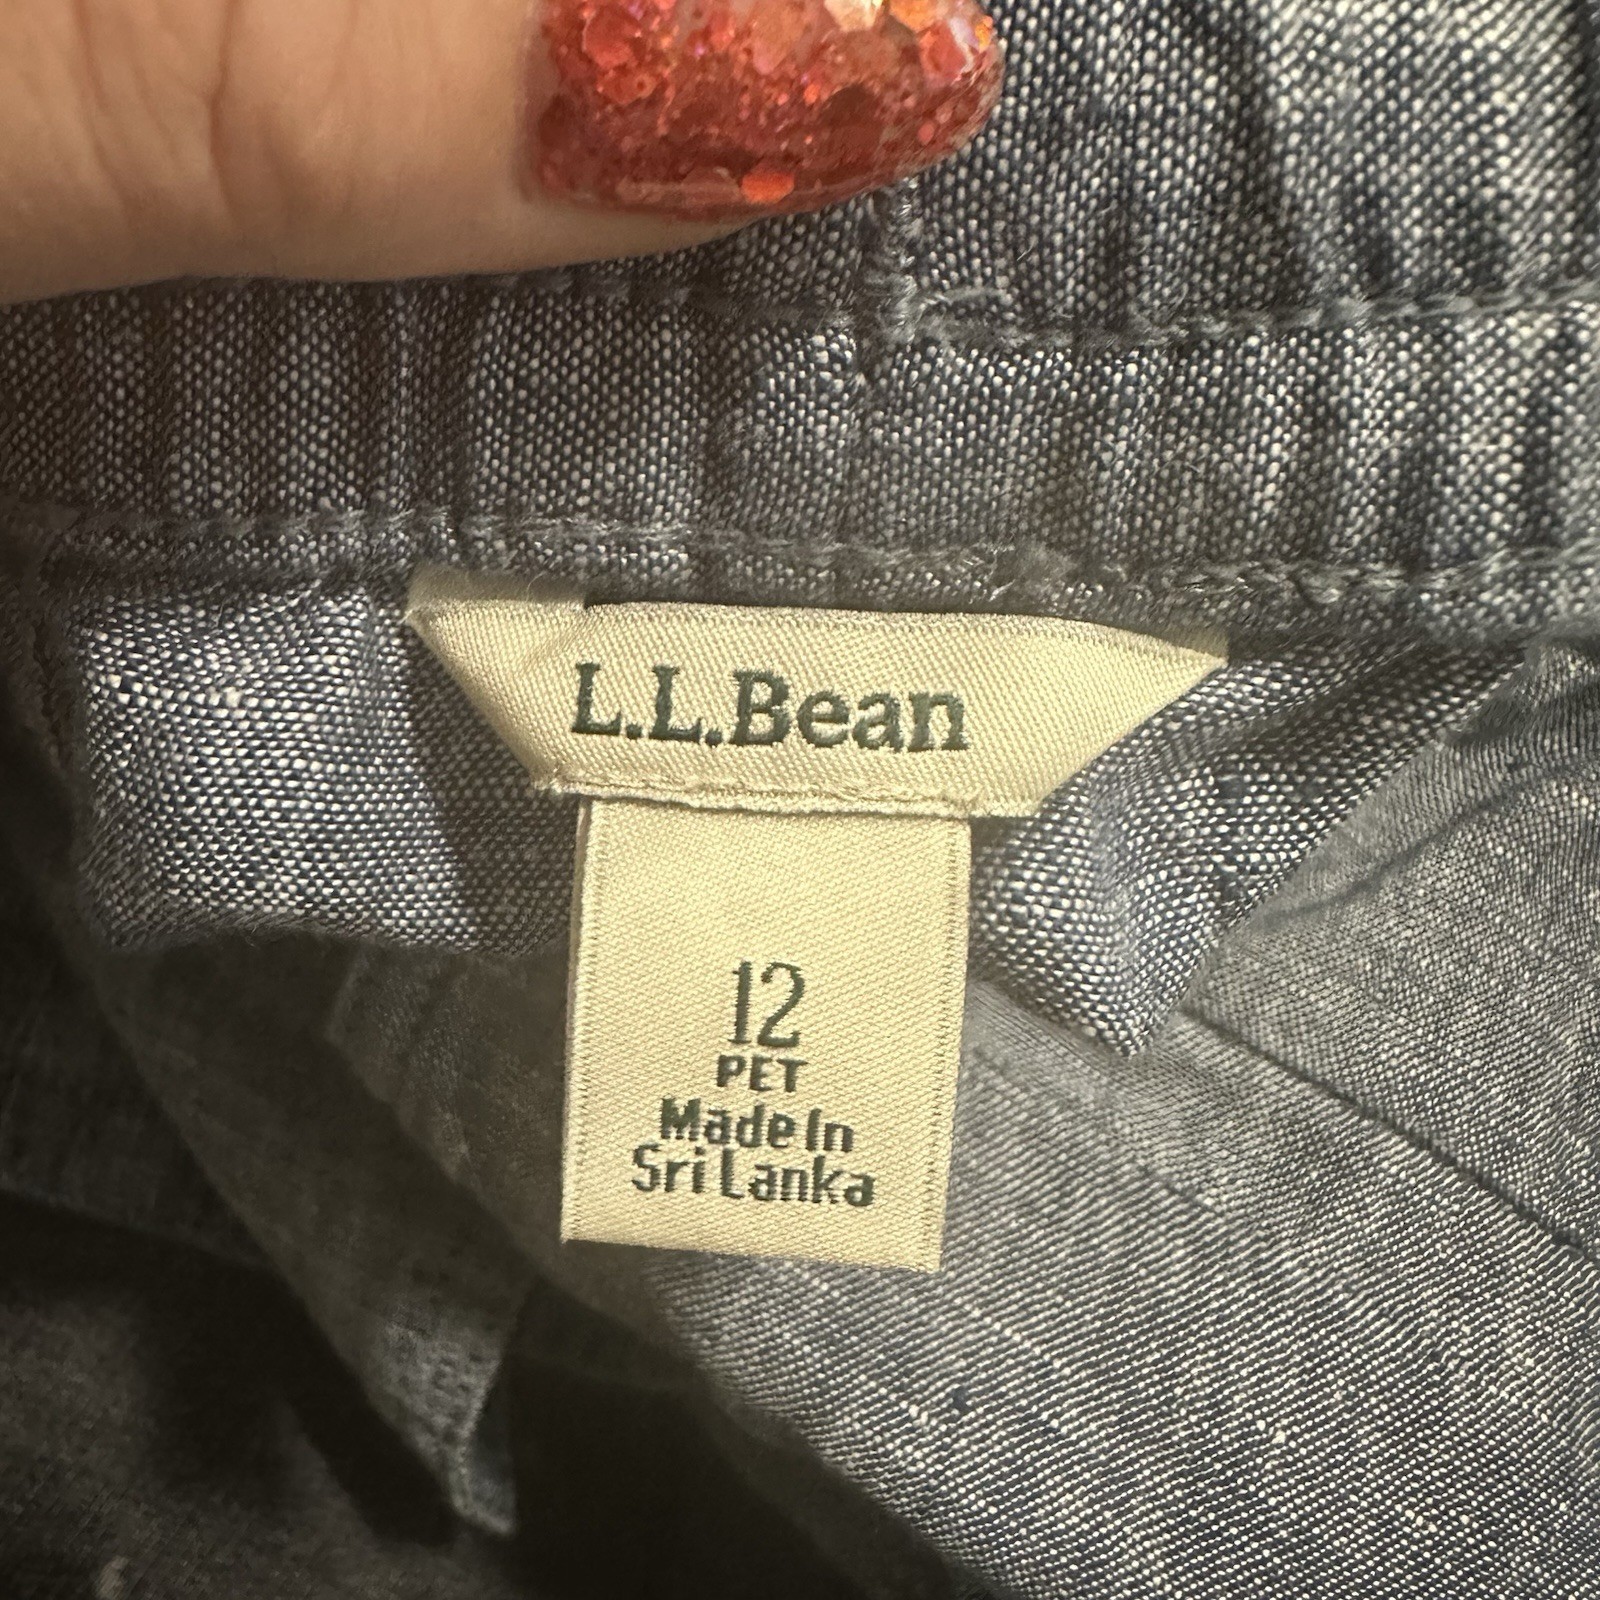 L.L.Bean
12
PET
Made In
Sri Lanka